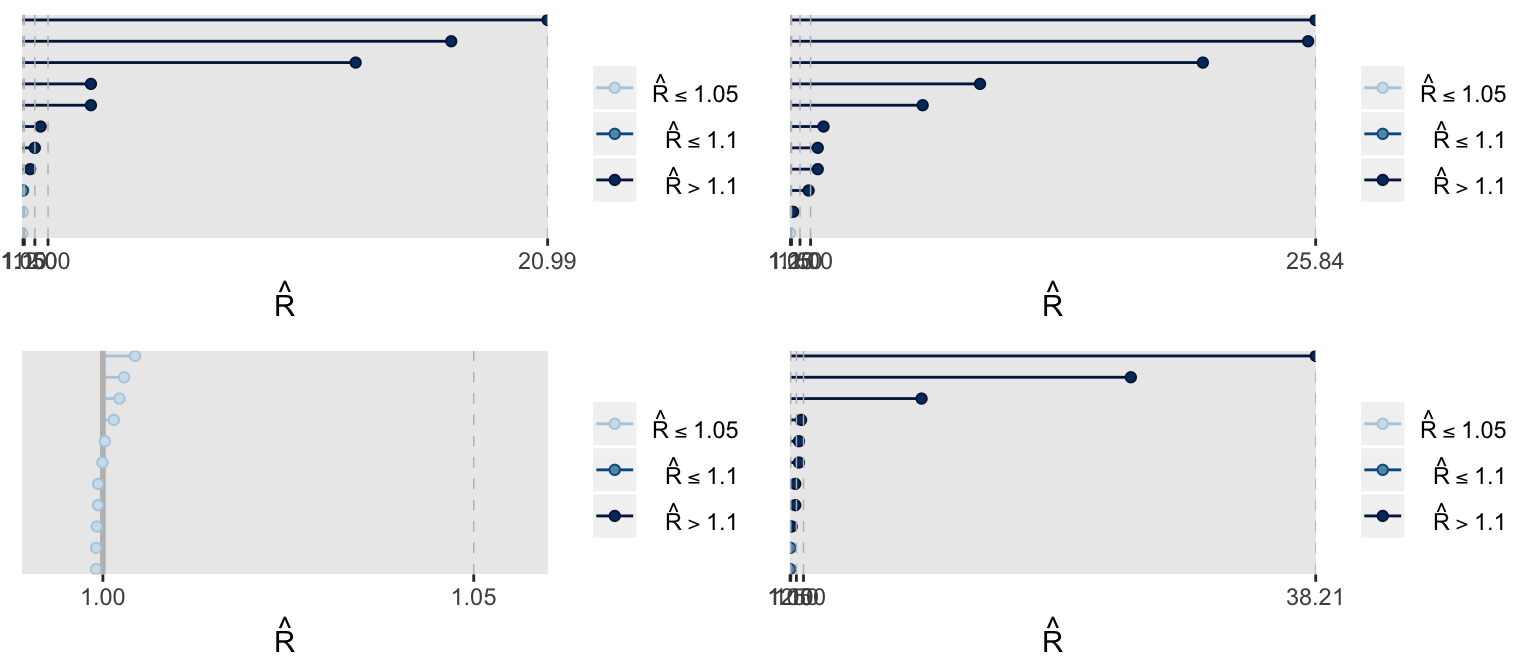 R̂ ≤ 1.05
R̂ ≤ 1.1
R̂ > 1.1
20.99
R̂
R̂ ≤ 1.05
R̂ ≤ 1.1
R̂ > 1.1
25.84
R̂
R̂ ≤ 1.05
R̂ ≤ 1.1
R̂ > 1.1
1.00 1.05
R̂
R̂ ≤ 1.05
R̂ ≤ 1.1
R̂ > 1.1
38.21
R̂